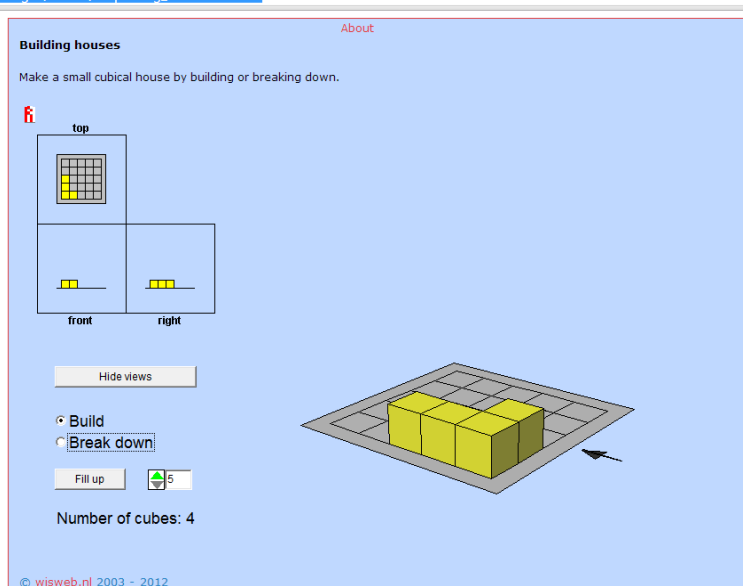 About
Building houses
Make a small cubical house by building or breaking down.
top
front right
Hide views
Build
Break down
Fill up 5
Number of cubes: 4
© wisweb.nl 2003 - 2012